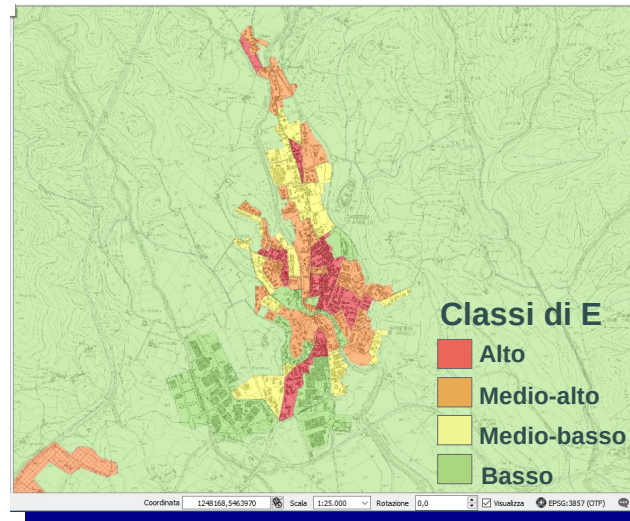 Classi di E
Alto
Medio-alto
Medio-basso
Basso
Coordinata 1248168,5463970 Scala 1:25.000 Rotazione 0,0 Visualizza EPSG:3857 (OTF)